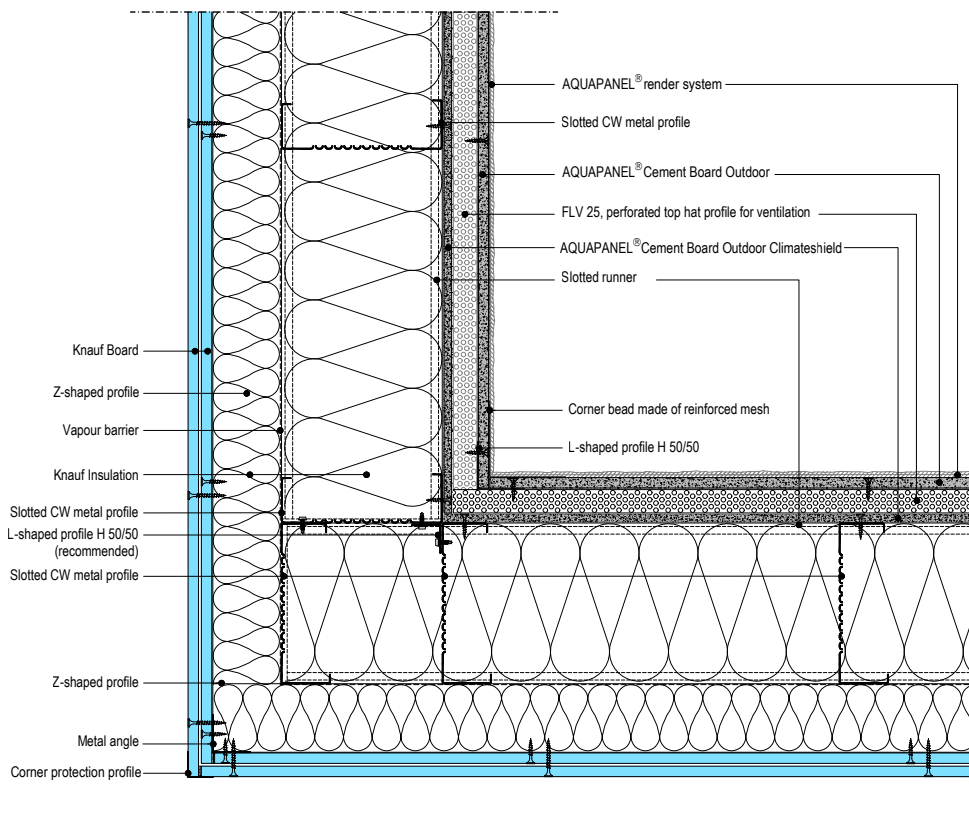 AQUAPANEL® render system
Slotted CW metal profile
AQUAPANEL® Cement Board Outdoor
FLV 25, perforated top hat profile for ventilation
AQUAPANEL® Cement Board Outdoor Climateshield
Slotted runner
Knauf Board
Z-shaped profile
Vapour barrier
Corner bead made of reinforced mesh
L-shaped profile H 50/50
Knauf Insulation
Slotted CW metal profile
L-shaped profile H 50/50
(recommended)
Slotted CW metal profile
Z-shaped profile
Metal angle
Corner protection profile